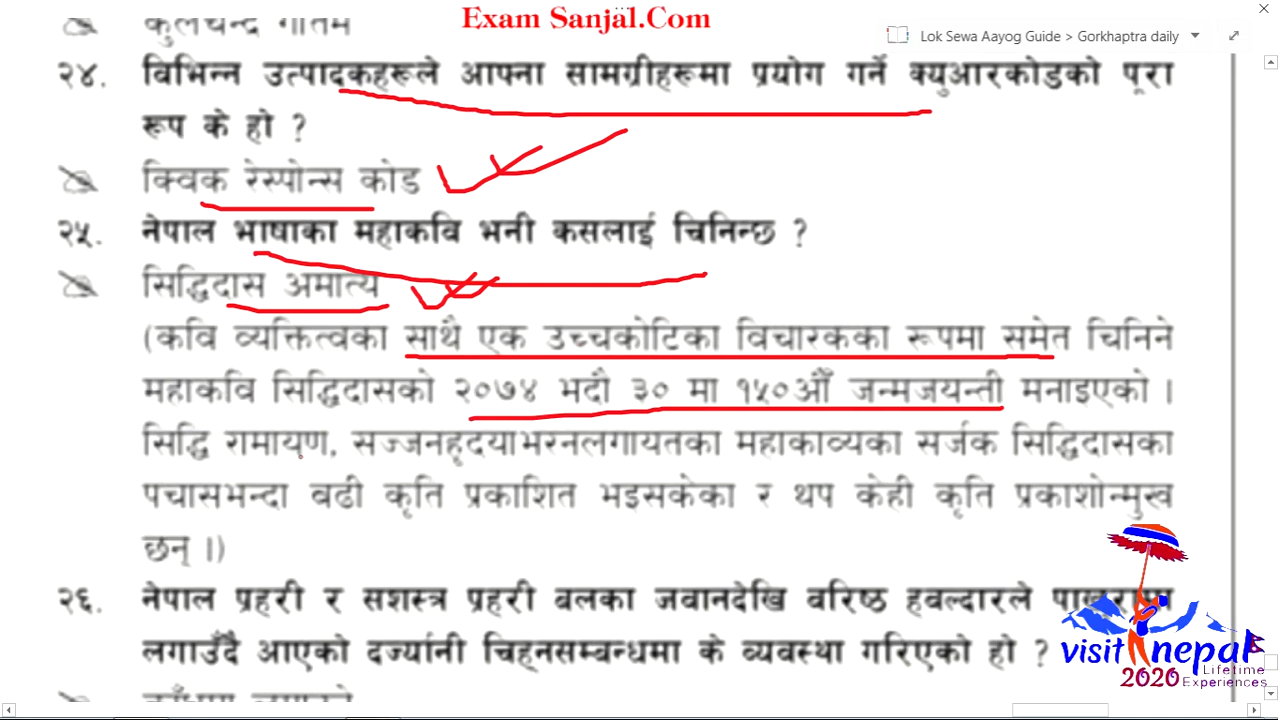 Exam Sanjal.Com
Lok Sewa Aayog Guide > Gorkhaptra daily
कुलचन्द्र गौतम
२४. विभिन्न उत्पादकहरूले आफ्ना सामग्रीहरूमा प्रयोग गर्ने क्युआरकोडको पूरा
रूप के हो ?
क्विक रेस्पोन्स कोड
२५. नेपाल भाषाका महाकवि भनी कसलाई चिनिन्छ ?
सिद्धिदास अमात्य
(कवि व्यक्तित्वका साथै एक उच्चकोटिका विचारकका रूपमा समेत चिनिने
महाकवि सिद्धिदासको २०७४ भदौ ३० मा १५०औँ जन्मजयन्ती मनाइएको ।
सिद्धि रामायण, सज्जनहृदयाभरनलगायतका महाकाव्यका सर्जक सिद्धिदासका
पचासभन्दा बढी कृति प्रकाशित भइसकेका र थप केही कृति प्रकाशोन्मुख
छन् ।)
२६. नेपाल प्रहरी र सशस्त्र प्रहरी बलका जवानदेखि वरिष्ठ हवल्दारले
लगाउँदै आएको दर्ज्यानी चिह्नसम्बन्धमा के व्यवस्था गरिएको हो ?
visit nepal
Lifetime
2020 Experiences